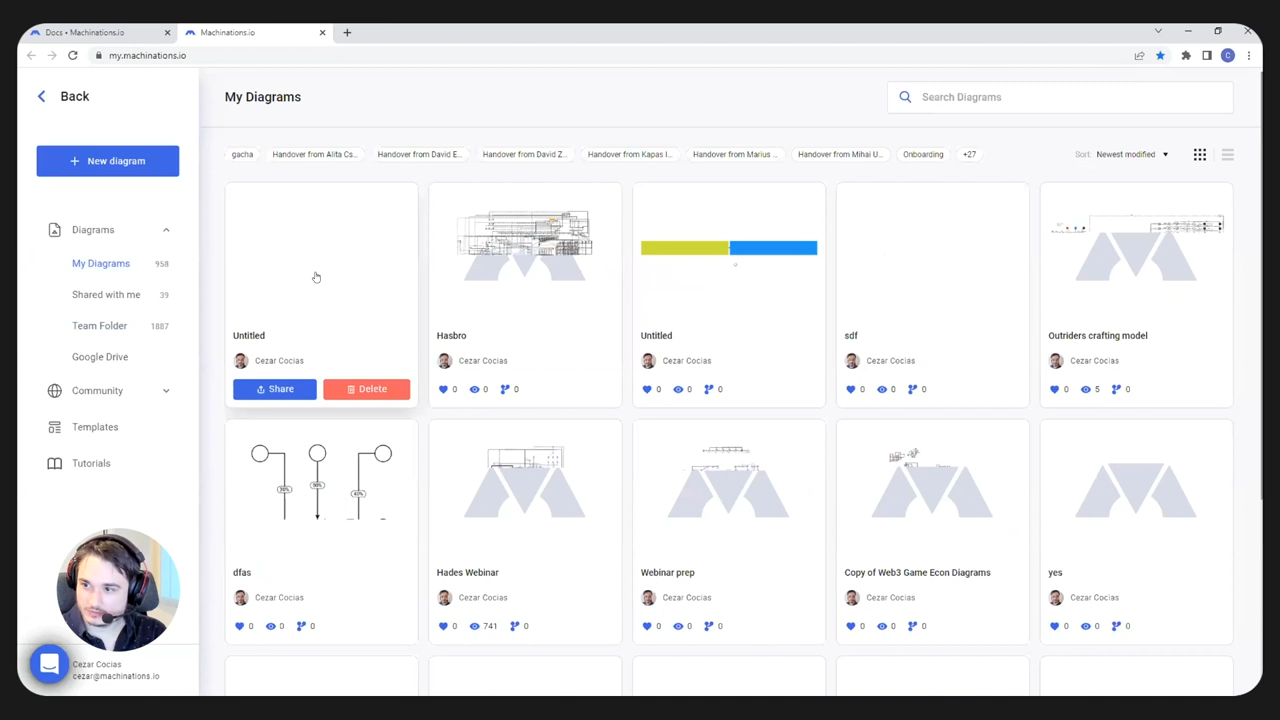 Docs • Machinations.io
Machinations.io
my.machinations.io
C
Back
My Diagrams
Search Diagrams
New diagram
gacha
Handover from Alita Cs...
Handover from David E...
Handover from David Z...
Handover from Kapas I...
Handover from Marius ...
Handover from Mihai U...
Onboarding
+27
Sort: Newest modified
Diagrams
My Diagrams 958
Shared with me 39
Team Folder 1887
Google Drive
Community
Templates
Tutorials
Untitled
Cezar Cocias
Share
Delete
Hasbro
Cezar Cocias
0 0 0
Untitled
Cezar Cocias
0 0 0
sdf
Cezar Cocias
0 0 0
Outriders crafting model
Cezar Cocias
0 5 0
dfas
Cezar Cocias
0 0 0
Hades Webinar
Cezar Cocias
0 741 0
Webinar prep
Cezar Cocias
0 0 0
Copy of Web3 Game Econ Diagrams
Cezar Cocias
0 0 0
yes
Cezar Cocias
0 0 0
Cezar Cocias
cezar@machinations.io